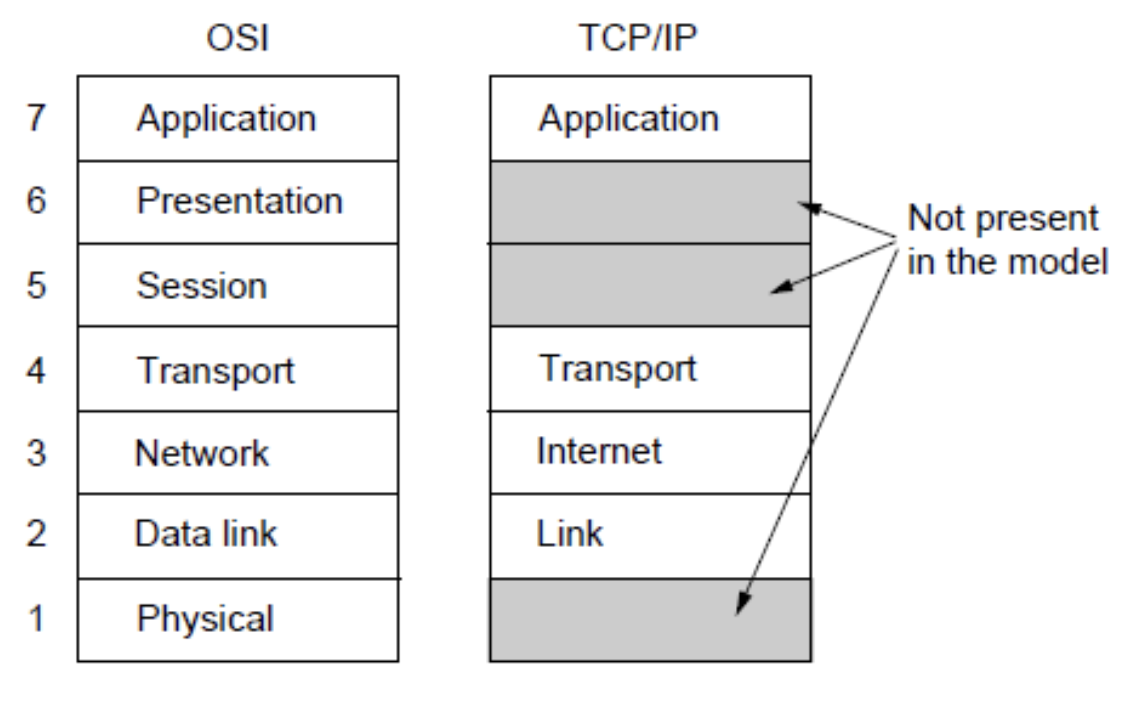 OSI TCP/IP
7 Application Application
6 Presentation
5 Session
4 Transport Transport
3 Network Internet
2 Data link Link
1 Physical
Not present
in the model